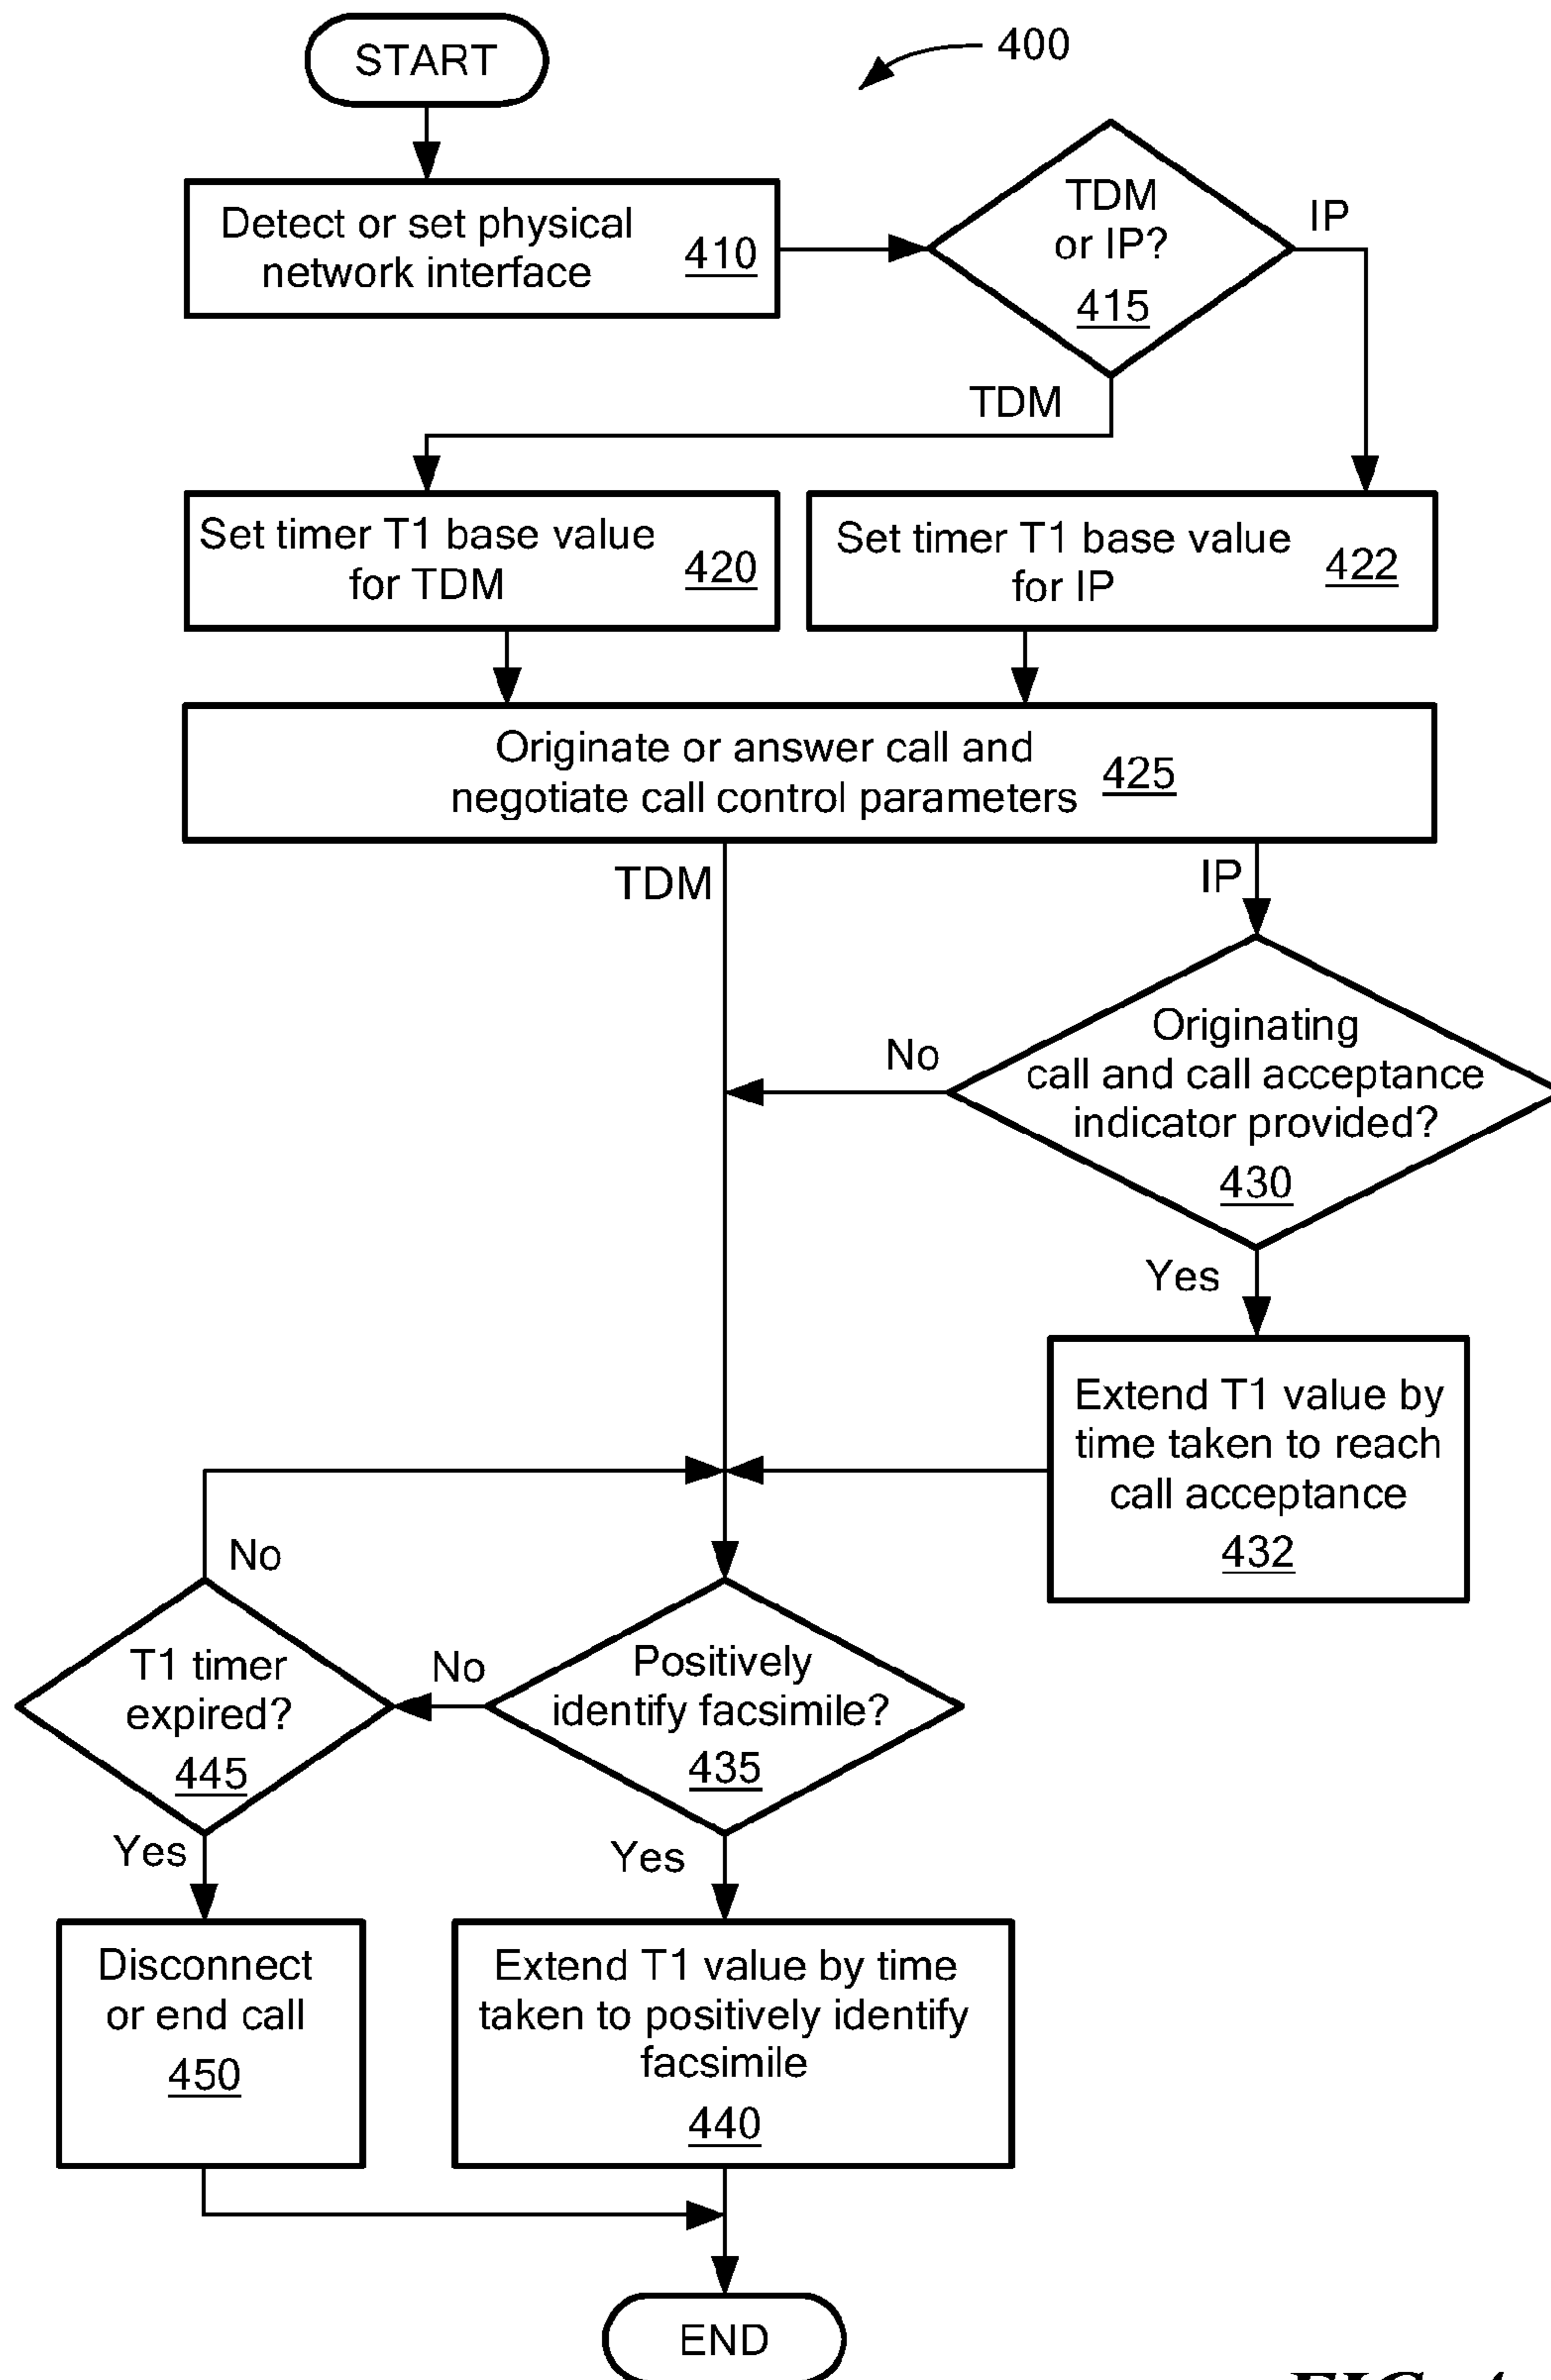 START
400
Detect or set physical
network interface
410
TDM
or IP?
415
IP
TDM
Set timer T1 base value
for TDM
420
Set timer T1 base value
for IP
422
Originate or answer call and
negotiate call control parameters
425
TDM
IP
Originating
call and call acceptance
indicator provided?
430
No
Yes
Extend T1 value by
time taken to reach
call acceptance
432
No
T1 timer
expired?
445
No
Positively
identify facsimile?
435
Yes
Yes
Disconnect
or end call
450
Extend T1 value by time
taken to positively identify
facsimile
440
END